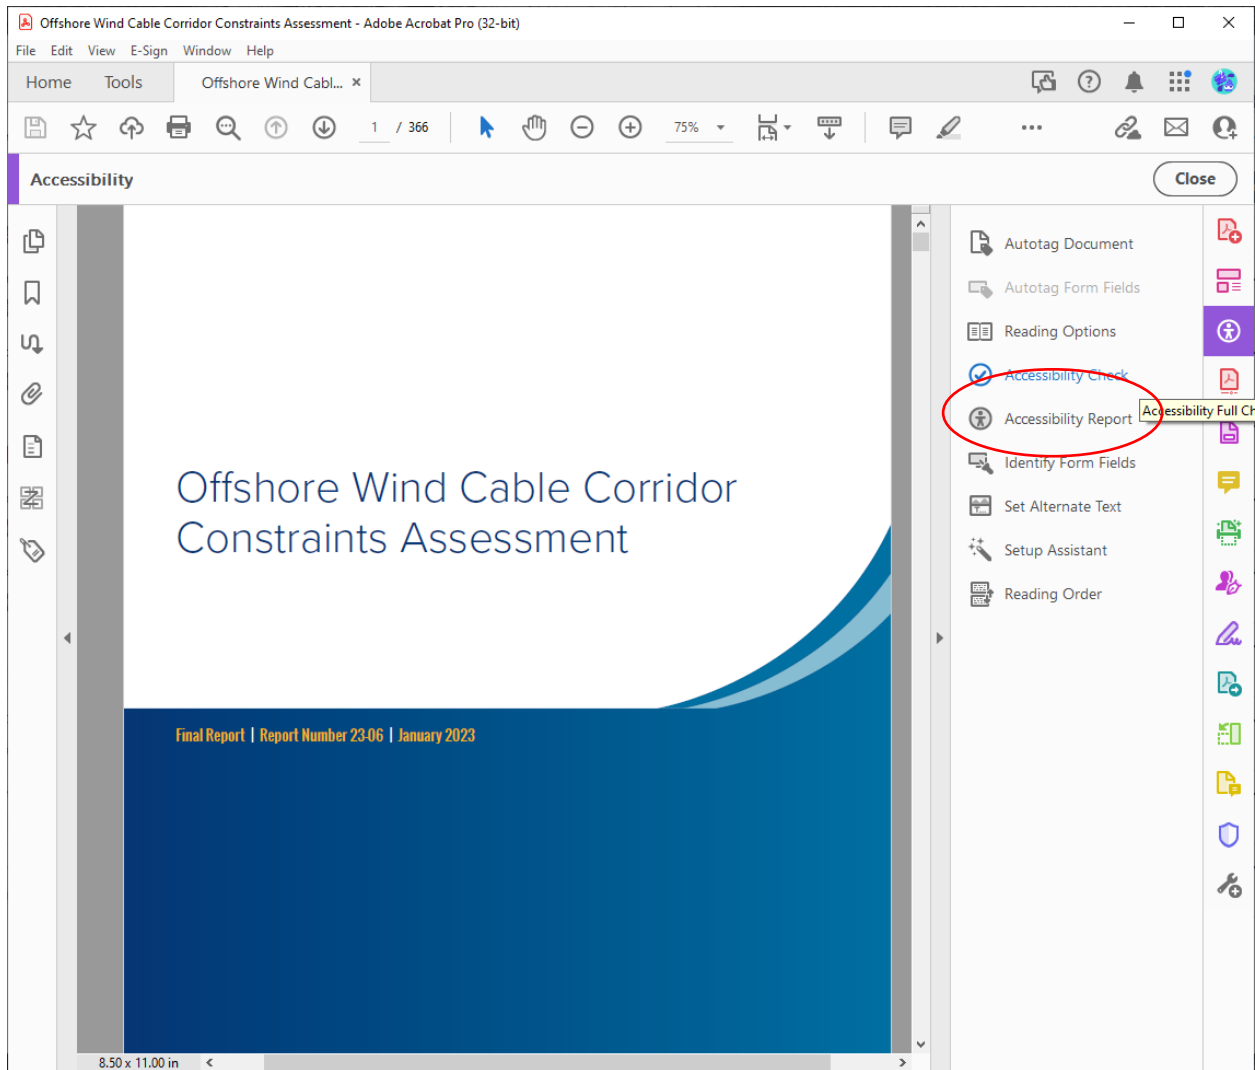 Offshore Wind Cable Corridor Constraints Assessment - Adobe Acrobat Pro (32-bit)
File Edit View E-Sign Window Help
Home Tools Offshore Wind Cabl... ×
1 / 366 75%
Accessibility Close
Autotag Document
Autotag Form Fields
Reading Options
Accessibility Check
Accessibility Report
Accessibility Full Ch
Identify Form Fields
Set Alternate Text
Setup Assistant
Reading Order
Offshore Wind Cable Corridor
Constraints Assessment
Final Report | Report Number 23-06 | January 2023
8.50 x 11.00 in